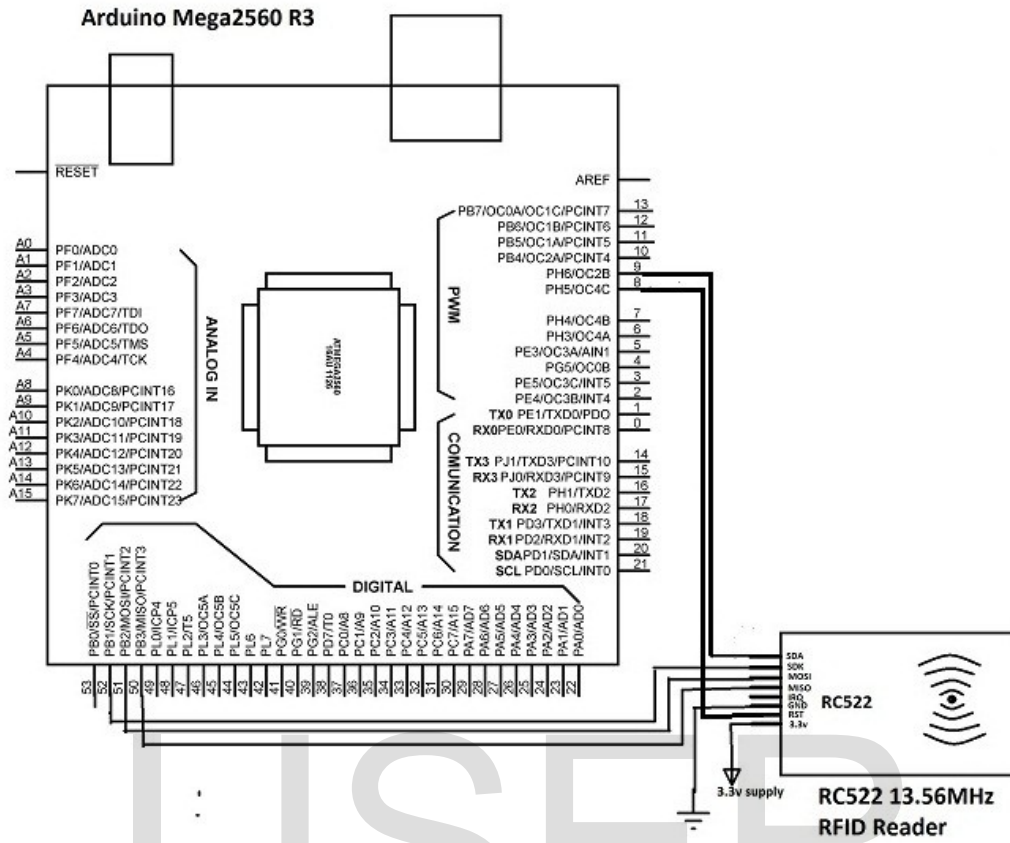 Arduino Mega2560 R3
RESET
A0 PF0/ADC0
A1 PF1/ADC1
A2 PF2/ADC2
A3 PF3/ADC3
A7 PF7/ADC7/TDI
A6 PF6/ADC6/TDO
A5 PF5/ADC5/TMS
A4 PF4/ADC4/TCK
A8 PK0/ADC8/PCINT16
A9 PK1/ADC9/PCINT17
A10 PK2/ADC10/PCINT18
A11 PK3/ADC11/PCINT19
A12 PK4/ADC12/PCINT20
A13 PK5/ADC13/PCINT21
A14 PK6/ADC14/PCINT22
A15 PK7/ADC15/PCINT23
ANALOG IN
ATMEGA2560
16AU 1126
AREF
PB7/OC0A/OC1C/PCINT7 13
PB6/OC1B/PCINT6 12
PB5/OC1A/PCINT5 11
PB4/OC2A/PCINT4 10
PH6/OC2B 9
PH5/OC4C 8
PH4/OC4B 7
PH3/OC4A 6
PE3/OC3A/AIN1 5
PG5/OC0B 4
PE5/OC3C/INT5 3
PE4/OC3B/INT4 2
PWM
TX0 PE1/TXD0/PDO 1
RX0PE0/RXD0/PCINT8 0
TX3 PJ1/TXD3/PCINT10 14
RX3 PJ0/RXD3/PCINT9 15
TX2 PH1/TXD2 16
RX2 PH0/RXD2 17
TX1 PD3/TXD1/INT3 18
RX1 PD2/RXD1/INT2 19
SDAPD1/SDA/INT1 20
SCL PD0/SCL/INT0 21
COMUNICATION
DIGITAL
PB0/SS/PCINT0 53
PB1/SCK/PCINT1 52
PB2/MOSI/PCINT2 51
PB3/MISO/PCINT3 50
PL0/ICP4 49
PL1/ICP5 48
PL2/T5 47
PL3/OC5A 46
PL4/OC5B 45
PL5/OC5C 44
PL6 43
PL7 42
PG0/WR 41
PG1/RD 40
PG2/ALE 39
PD7/T0 38
PC0/A8 37
PC1/A9 36
PC2/A10 35
PC3/A11 34
PC4/A12 33
PC5/A13 32
PC6/A14 31
PC7/A15 30
PA7/AD7 29
PA6/AD6 28
PA5/AD5 27
PA4/AD4 26
PA3/AD3 25
PA2/AD2 24
PA1/AD1 23
PA0/AD0 22
SDA
SDK
MOSI
MISO
IRQ
GND
RST
3.3v
RC522
3.3v supply
RC522 13.56MHz
RFID Reader
IJSER